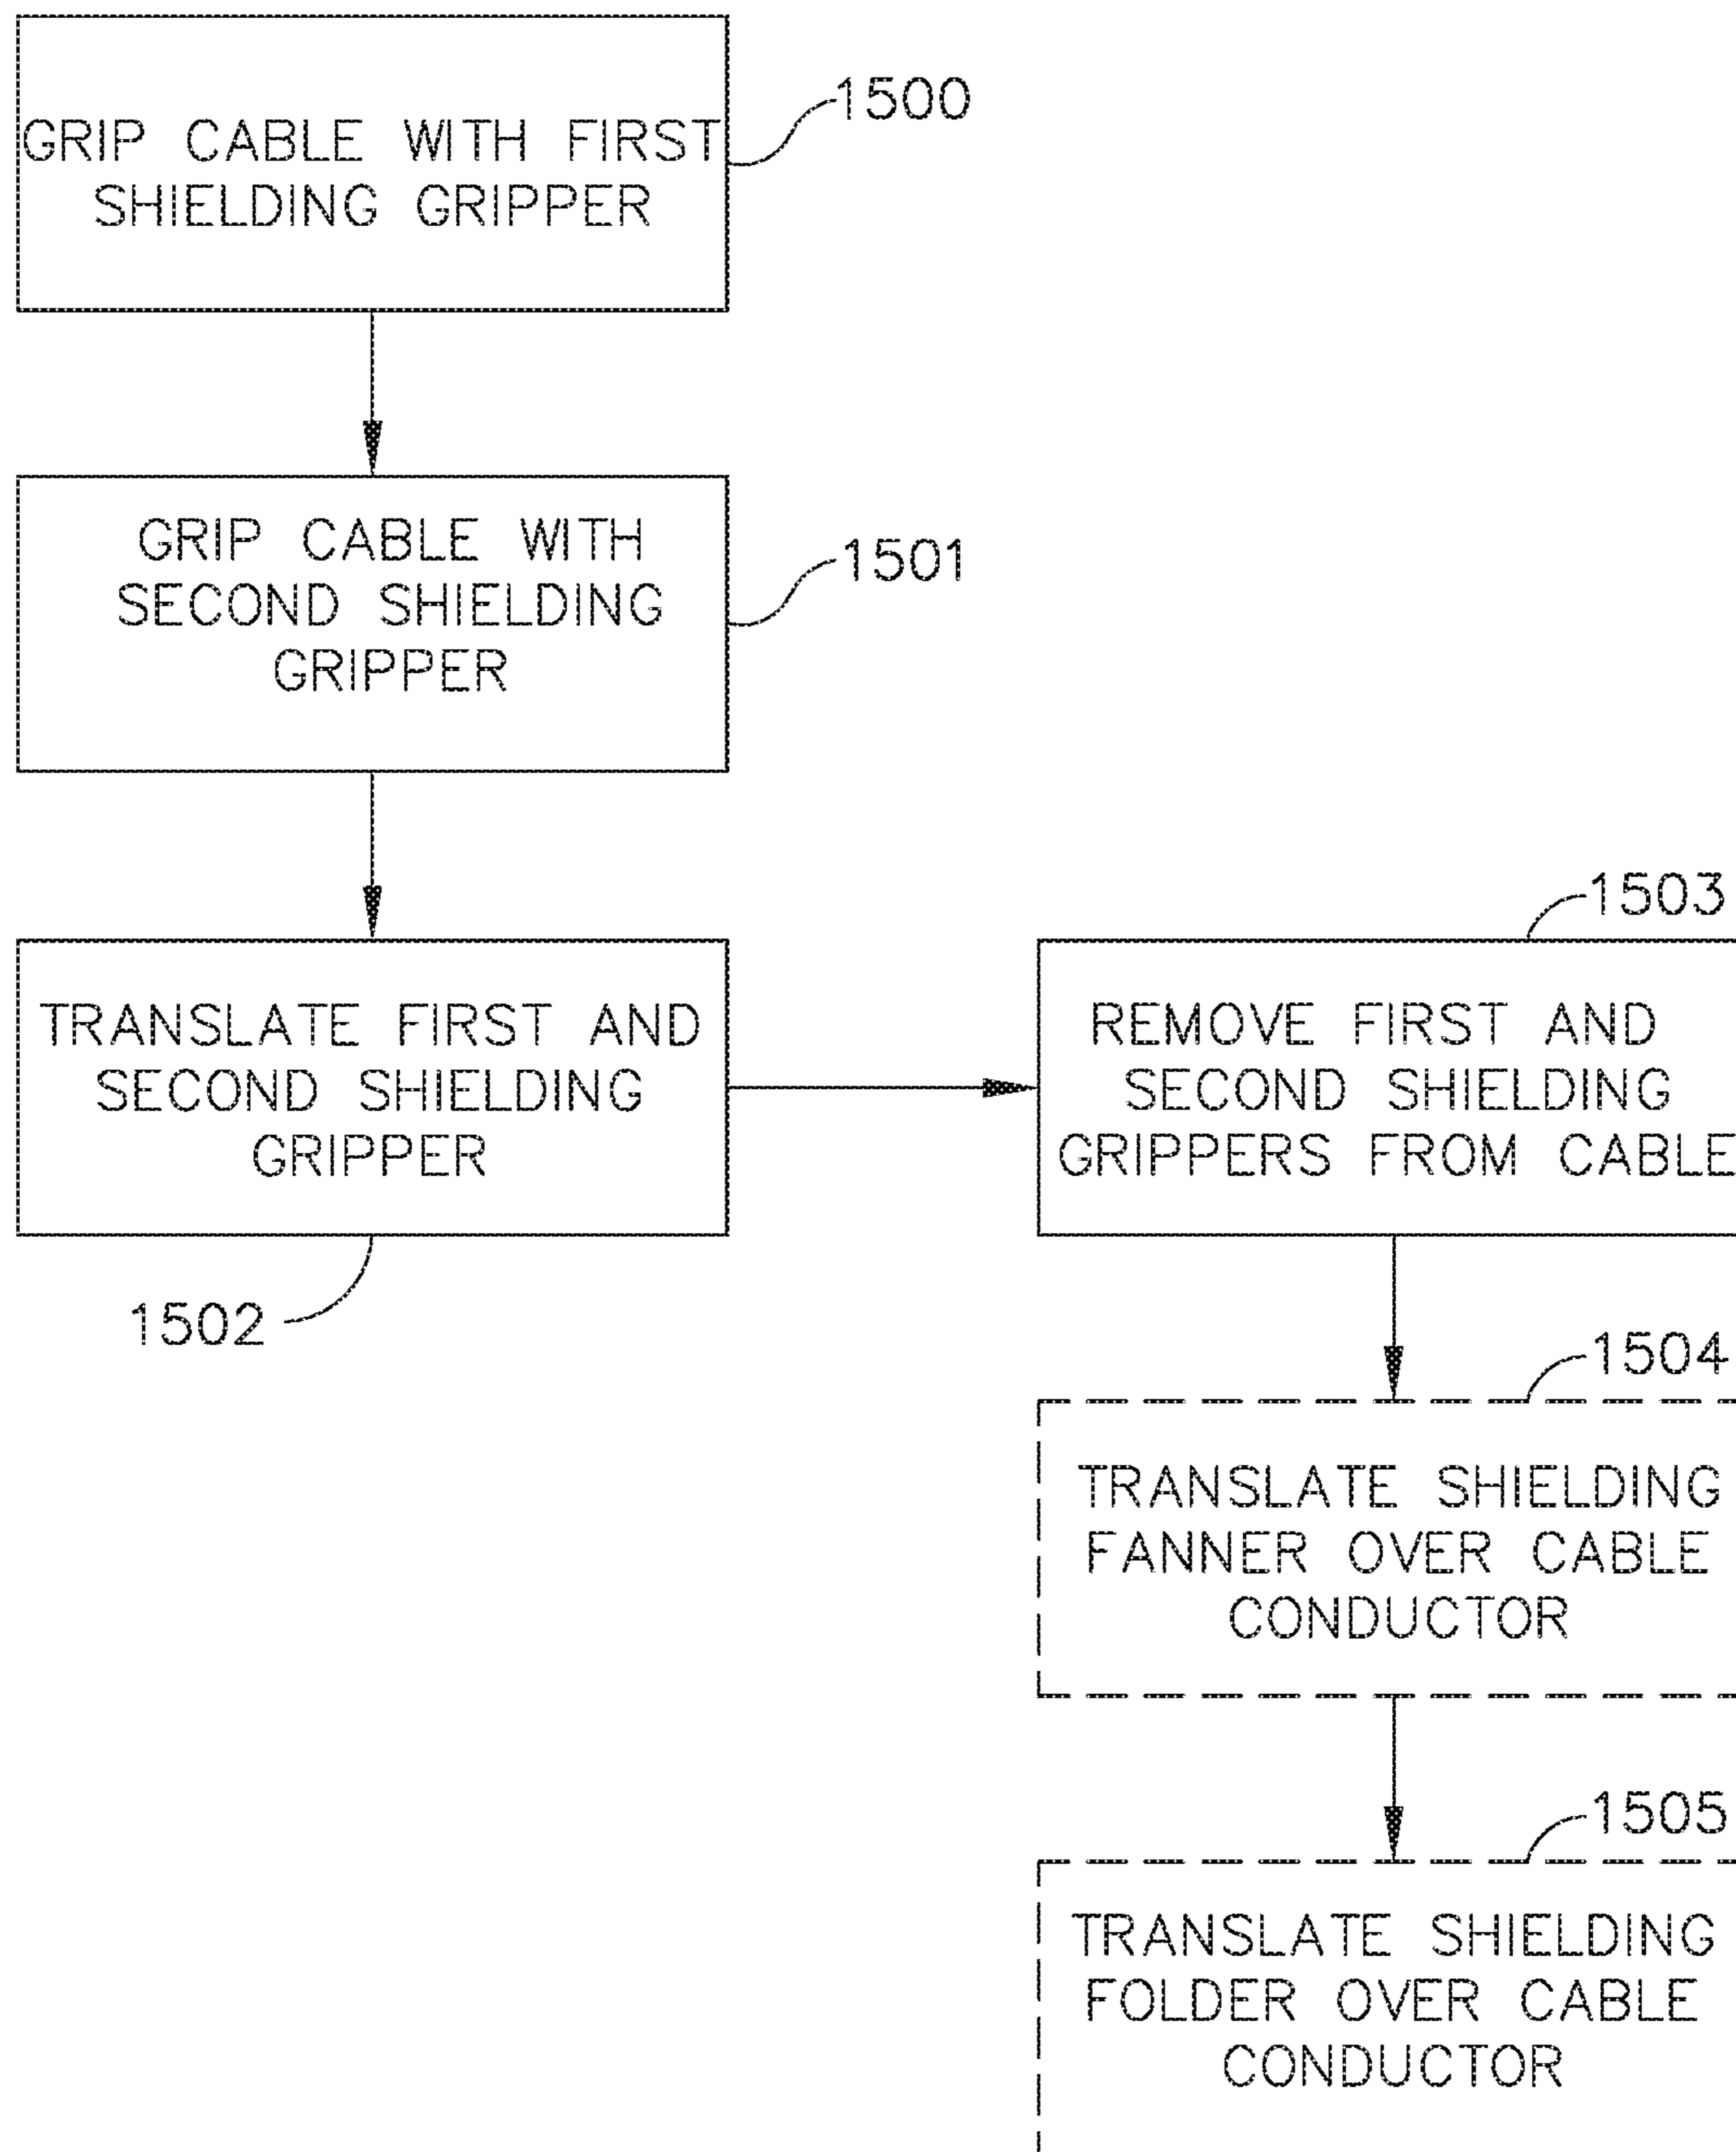 GRIP CABLE WITH FIRST
SHIELDING GRIPPER
1500
GRIP CABLE WITH
SECOND SHIELDING
GRIPPER
1501
TRANSLATE FIRST AND
SECOND SHIELDING
GRIPPER
1502
1503
REMOVE FIRST AND
SECOND SHIELDING
GRIPPERS FROM CABLE
1504
TRANSLATE SHIELDING
FANNER OVER CABLE
CONDUCTOR
1505
TRANSLATE SHIELDING
FOLDER OVER CABLE
CONDUCTOR